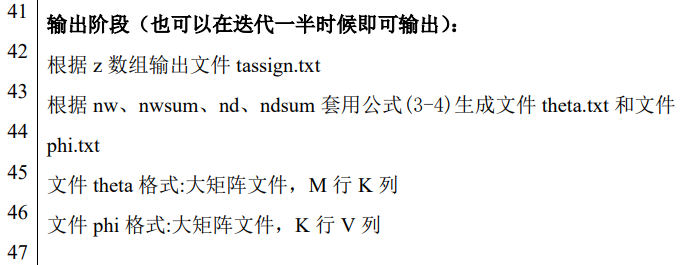 41 输出阶段（也可以在迭代一半时候即可输出）：
42 根据 z 数组输出文件 tassign.txt
43 根据 nw、nwsum、nd、ndsum 套用公式(3-4)生成文件 theta.txt 和文件
44 phi.txt
45 文件 theta 格式:大矩阵文件，M 行 K 列
46 文件 phi 格式:大矩阵文件，K 行 V 列
47